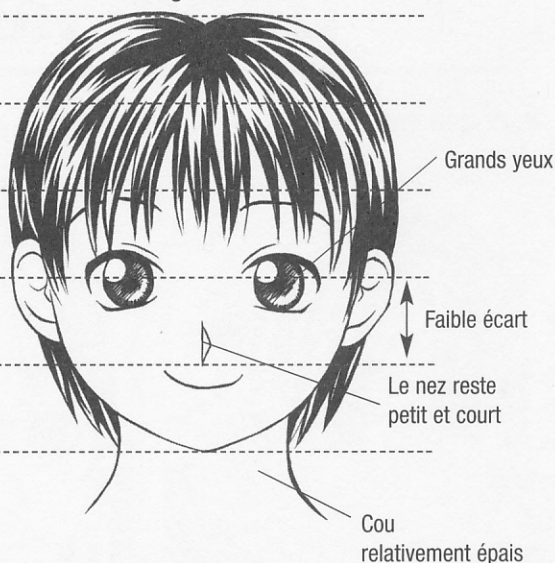 Grands yeux
Faible écart
Le nez reste
petit et court
Cou
relativement épais